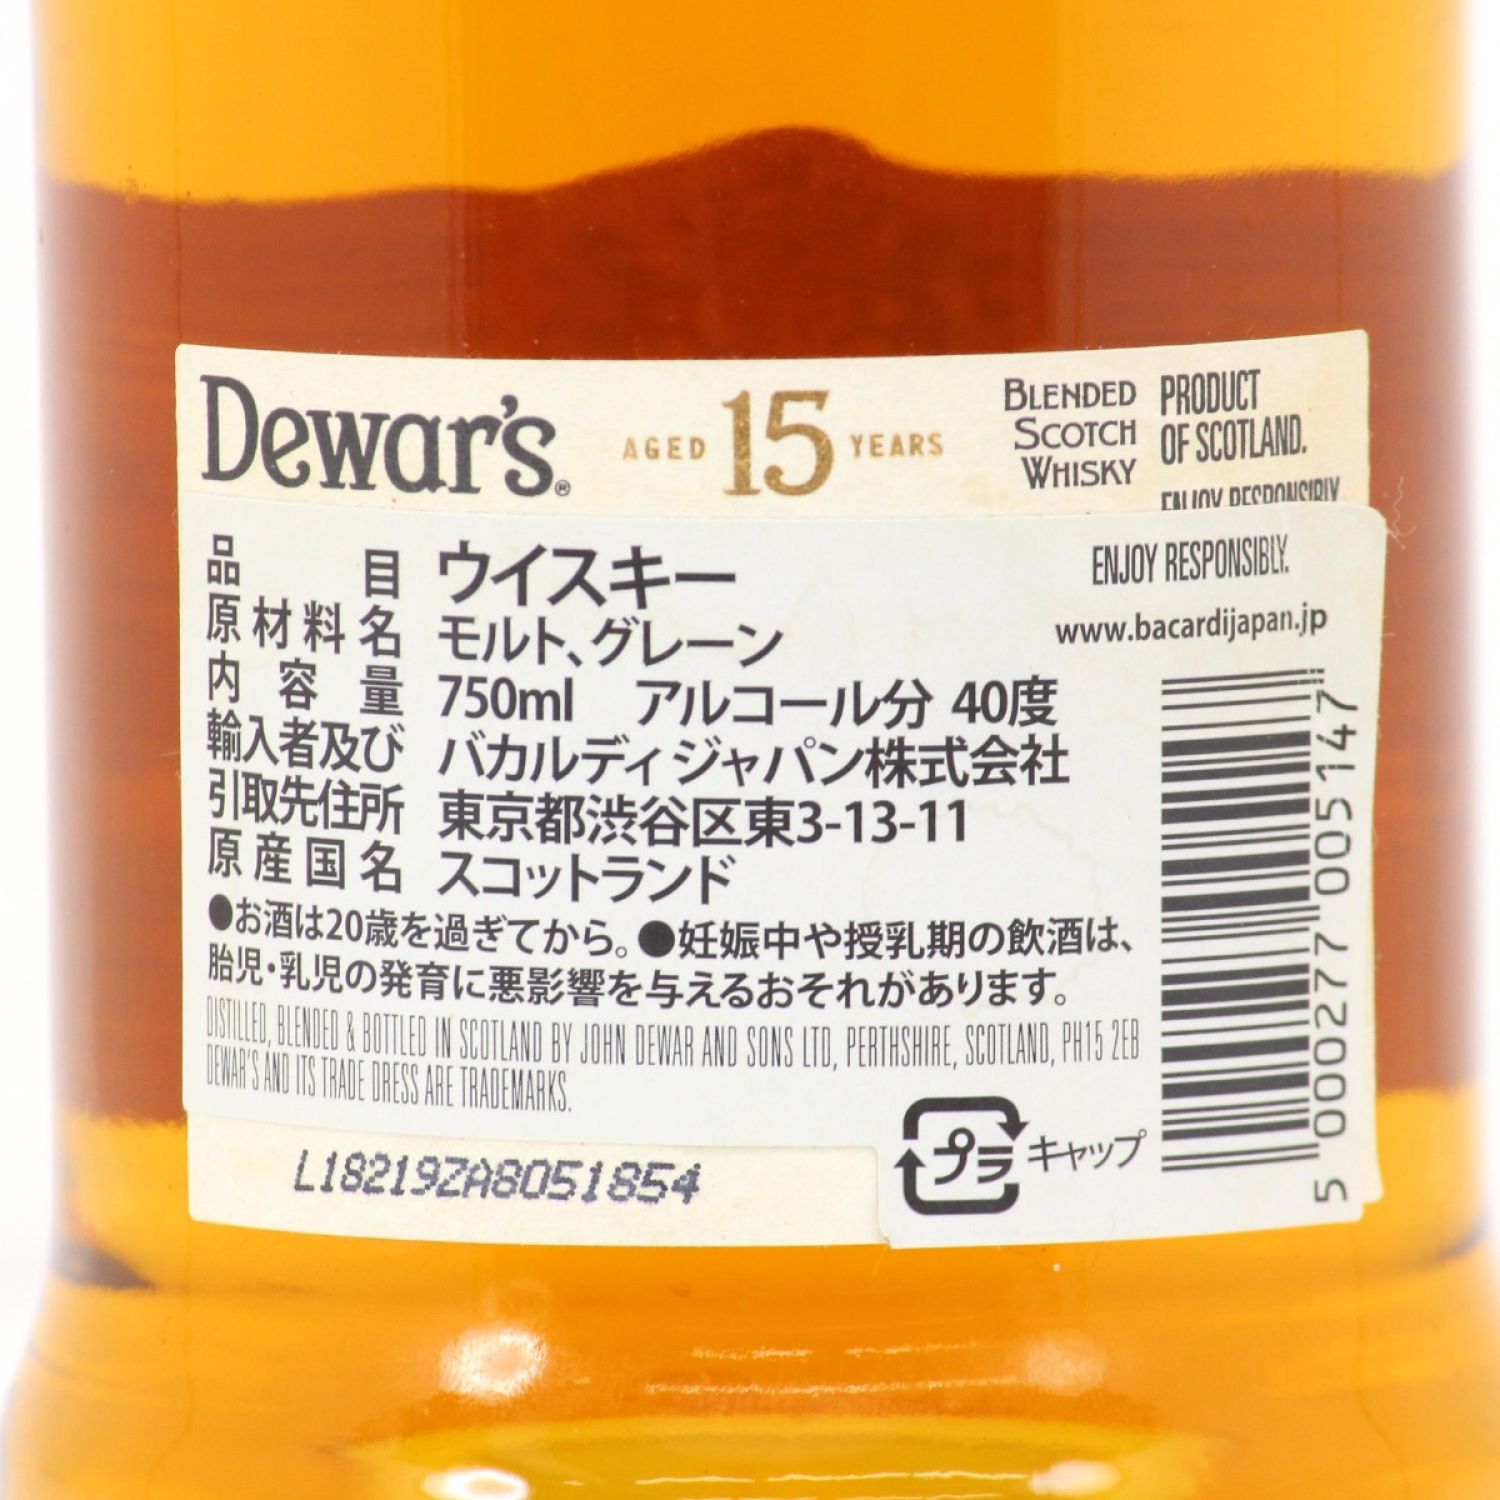 Dewar's®
AGED 15 YEARS
BLENDED
SCOTCH
WHISKY
PRODUCT
OF SCOTLAND.
ENJOY RESPONSIBLY
品目 ウイスキー
原材料名 モルト、グレーン
内容量 750ml アルコール分 40度
輸入者及び バカルディジャパン株式会社
引取先住所 東京都渋谷区東3-13-11
原産国名 スコットランド
ENJOY RESPONSIBLY.
www.bacardijapan.jp
●お酒は20歳を過ぎてから。●妊娠中や授乳期の飲酒は、
胎児・乳児の発育に悪影響を与えるおそれがあります。
DISTILLED, BLENDED & BOTTLED IN SCOTLAND BY JOHN DEWAR AND SONS LTD, PERTHSHIRE, SCOTLAND, PH15 2EB
DEWAR'S AND ITS TRADE DRESS ARE TRADEMARKS.
プラ キャップ
5 000277 005147
L18219ZA8051854